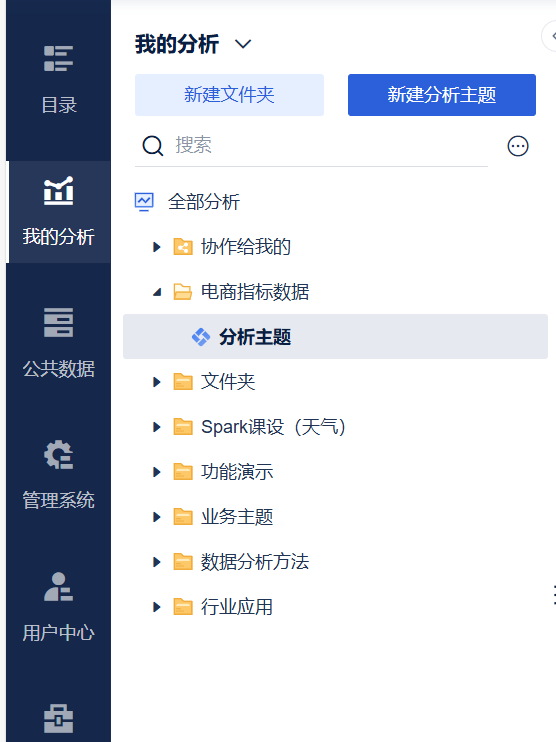 目录
我的分析
公共数据
管理系统
用户中心
我的分析
新建文件夹
新建分析主题
搜索
全部分析
协作给我的
电商指标数据
分析主题
文件夹
Spark课设（天气）
功能演示
业务主题
数据分析方法
行业应用